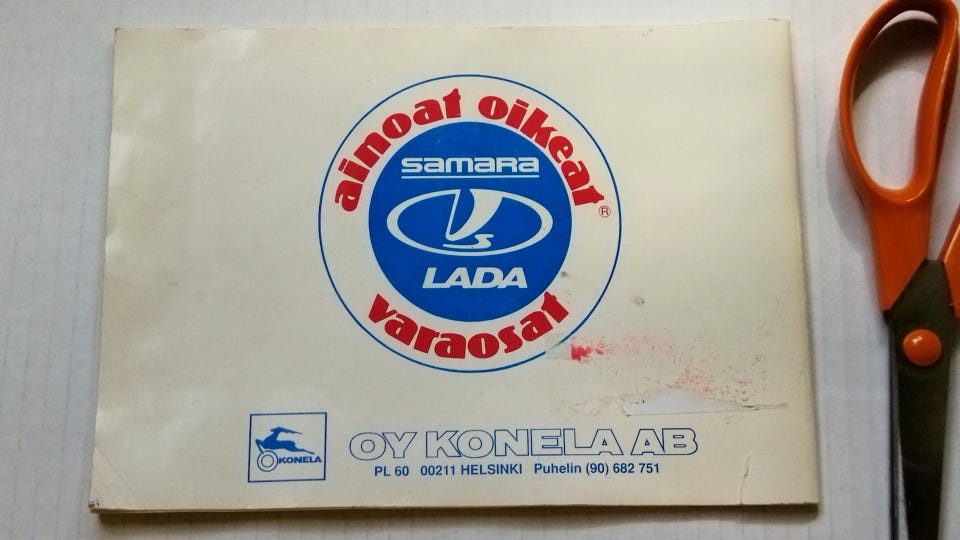 ainoat oikeat
®
samara
LADA
varaosat
KONELA
OY KONELA AB
PL 60 00211 HELSINKI Puhelin (90) 682 751